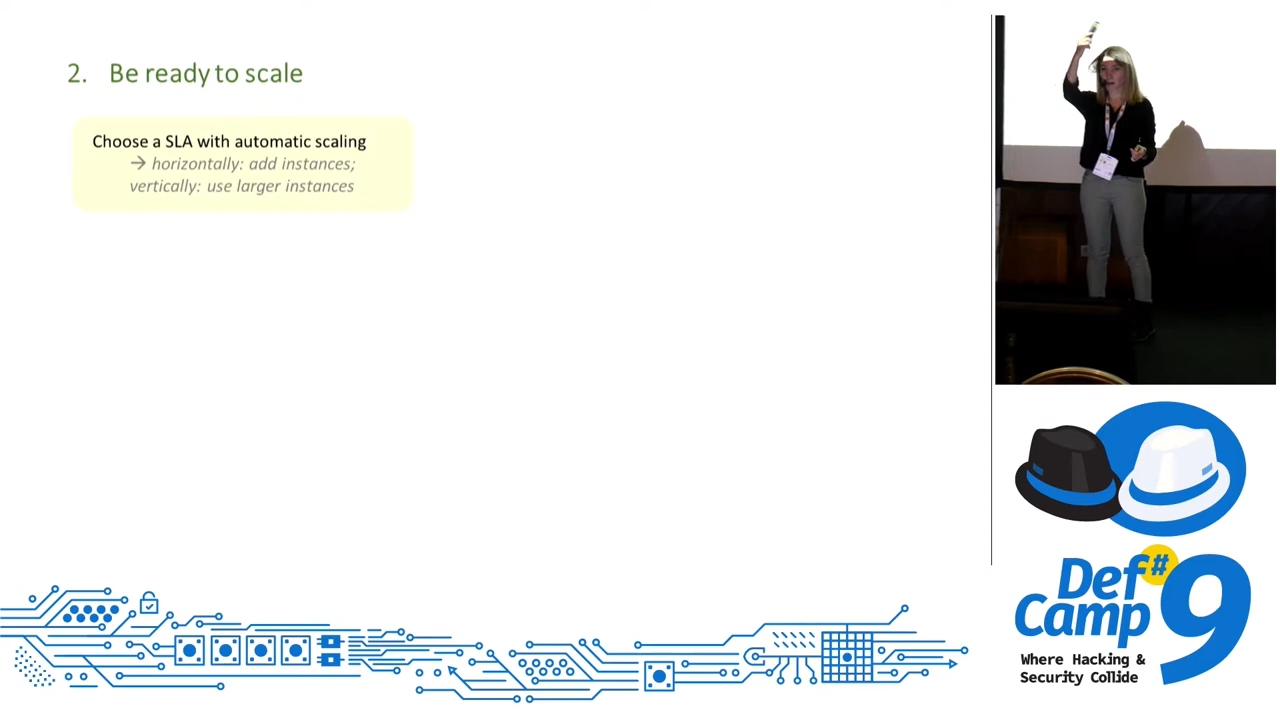 2. Be ready to scale
Choose a SLA with automatic scaling
→ horizontally: add instances;
vertically: use larger instances
Def
Camp
#9
Where Hacking &
Security Collide